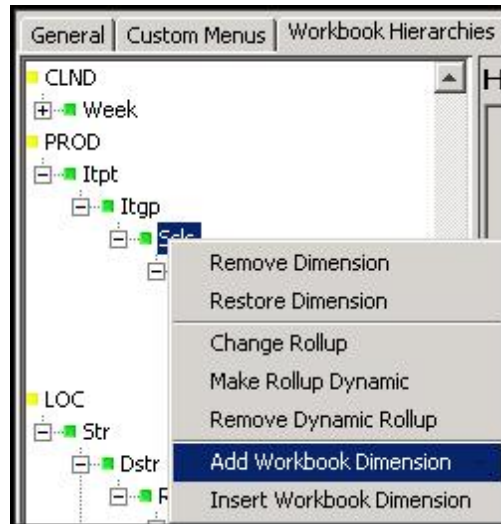 General Custom Menus Workbook Hierarchies
CLND
Week
PROD
Itpt
Itgp
Remove Dimension
Restore Dimension
Change Rollup
Make Rollup Dynamic
LOC
Remove Dynamic Rollup
Str
Dstr
Add Workbook Dimension
Insert Workbook Dimension